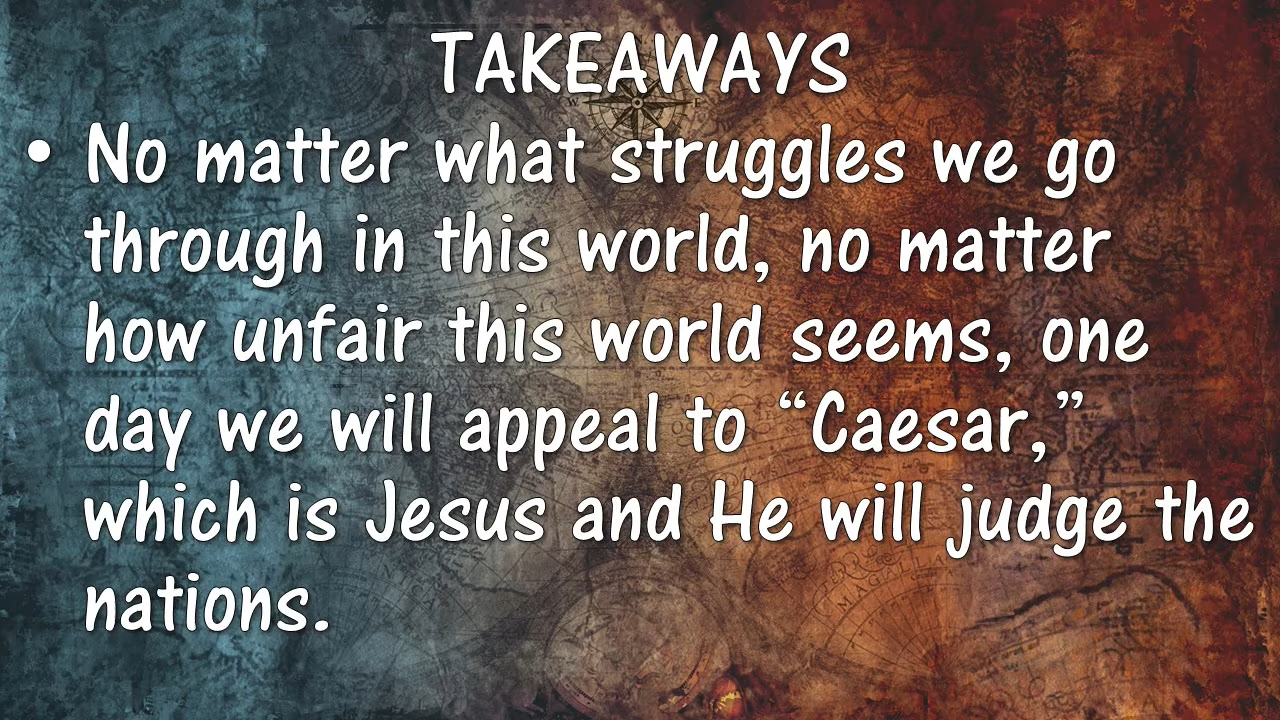 TAKEAWAYS
W E
• No matter what struggles we go
through in this world, no matter
how unfair this world seems, one
day we will appeal to “Caesar,”
which is Jesus and He will judge the
nations.
MAGALL